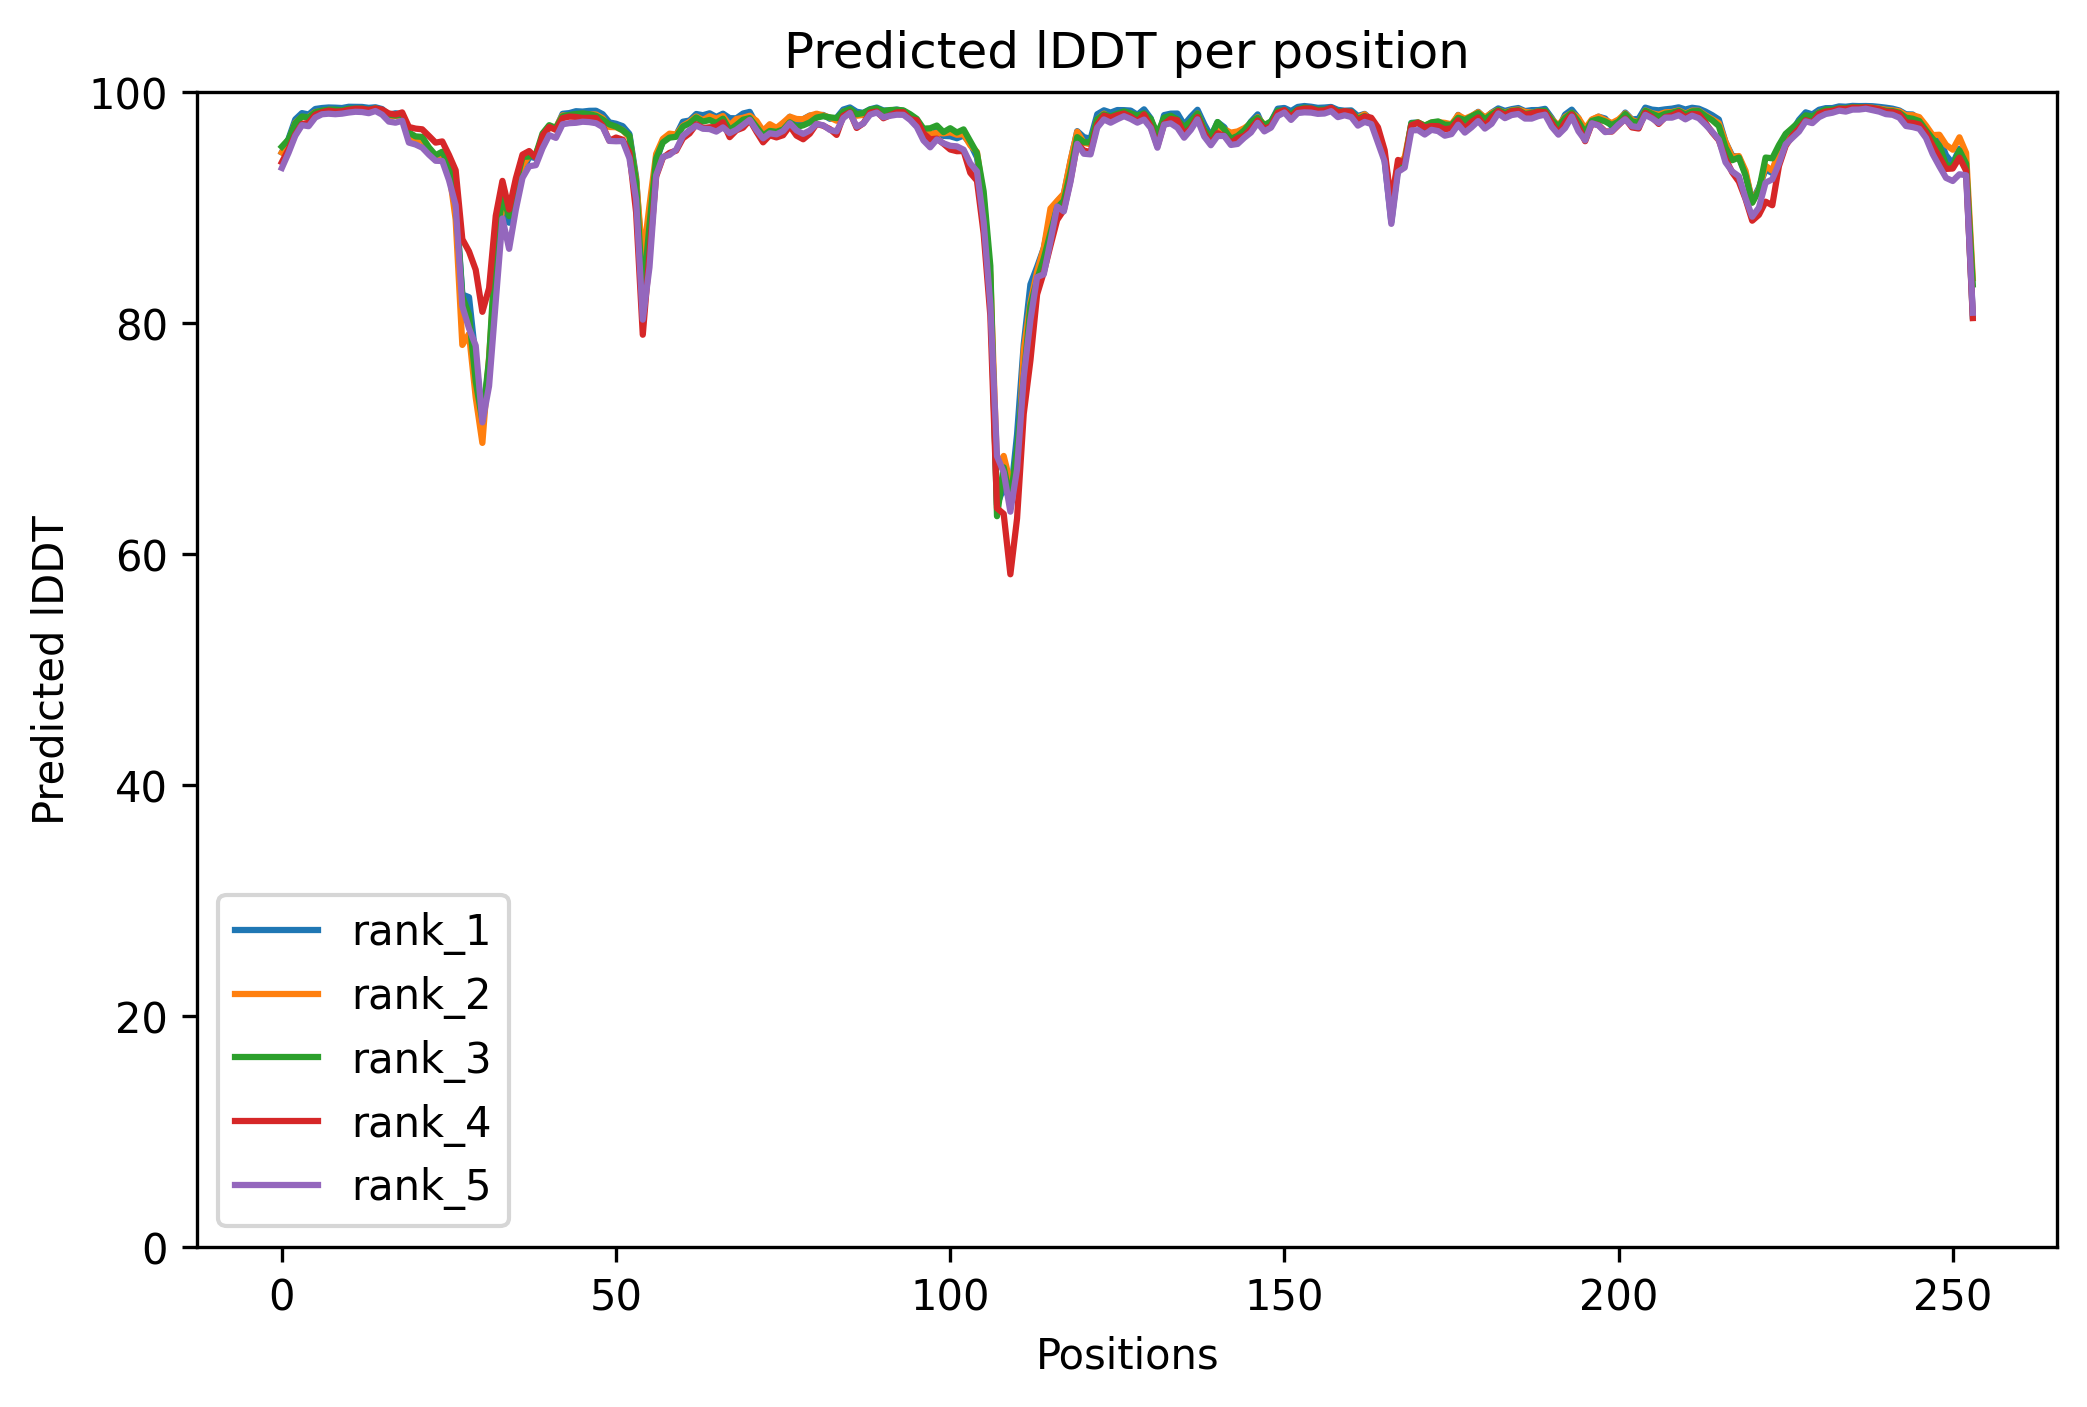 Predicted lDDT per position
100
80
60
40
20
0
Predicted lDDT
rank_1
rank_2
rank_3
rank_4
rank_5
0 50 100 150 200 250
Positions